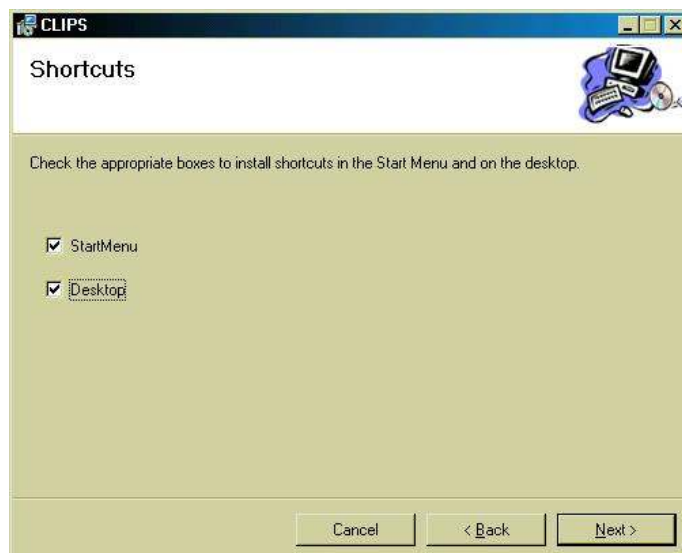 CLIPS
Shortcuts
Check the appropriate boxes to install shortcuts in the Start Menu and on the desktop.
StartMenu
Desktop
Cancel
< Back
Next >